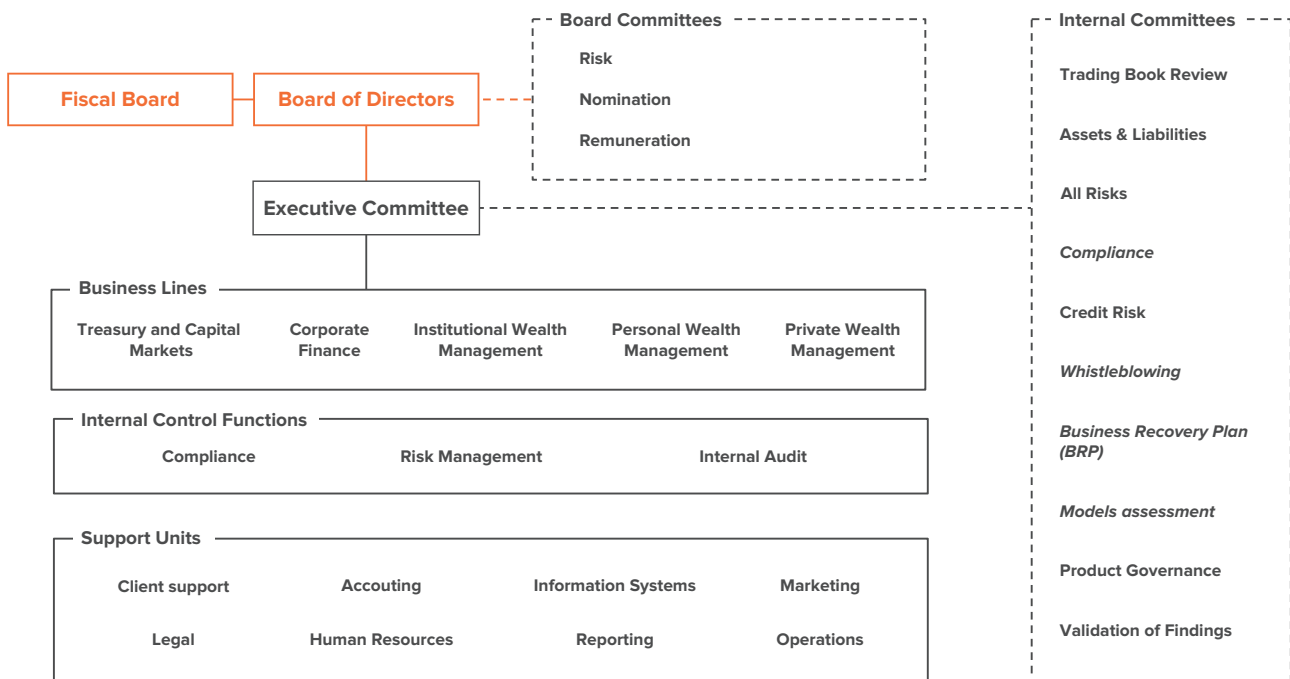 Board Committees
Risk
Nomination
Remuneration
Fiscal Board
Board of Directors
Executive Committee
Business Lines
Treasury and Capital
Markets
Corporate
Finance
Institutional Wealth
Management
Personal Wealth
Management
Private Wealth
Management
Internal Control Functions
Compliance
Risk Management
Internal Audit
Support Units
Client support
Accouting
Information Systems
Marketing
Legal
Human Resources
Reporting
Operations
Internal Committees
Trading Book Review
Assets & Liabilities
All Risks
Compliance
Credit Risk
Whistleblowing
Business Recovery Plan
(BRP)
Models assessment
Product Governance
Validation of Findings